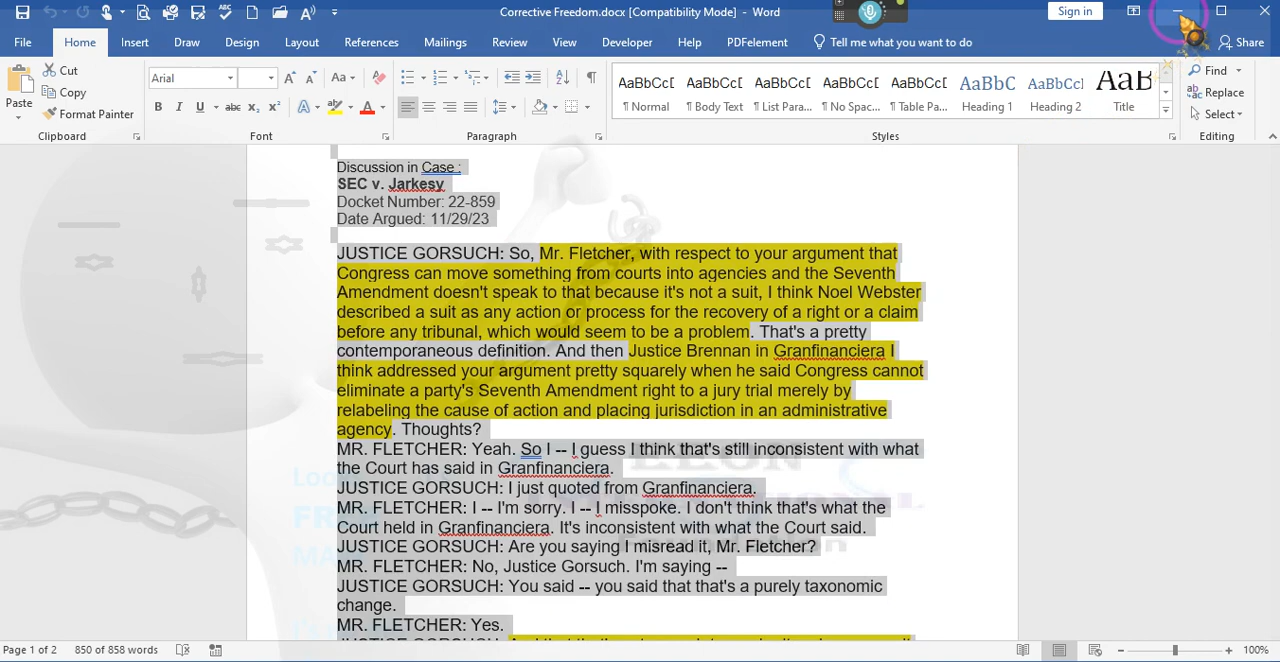 Corrective Freedom.docx [Compatibility Mode] - Word
Sign in
File Home Insert Draw Design Layout References Mailings Review View Developer Help PDFelement Tell me what you want to do Share
Paste Cut Copy Format Painter Arial
AaBbCcD AaBbCcD AaBbCcD AaBbCcD AaBbCcD AaBbC AaBbCcD AaB
¶ Normal ¶ Body Text ¶ List Para... ¶ No Spac... ¶ Table Pa... Heading 1 Heading 2 Title
Find Replace Select
Clipboard Font Paragraph Styles Editing
Discussion in Case :
SEC v. Jarkesy
Docket Number: 22-859
Date Argued: 11/29/23
JUSTICE GORSUCH: So, Mr. Fletcher, with respect to your argument that
Congress can move something from courts into agencies and the Seventh
Amendment doesn't speak to that because it's not a suit, I think Noel Webster
described a suit as any action or process for the recovery of a right or a claim
before any tribunal, which would seem to be a problem. That's a pretty
contemporaneous definition. And then Justice Brennan in Granfinanciera I
think addressed your argument pretty squarely when he said Congress cannot
eliminate a party's Seventh Amendment right to a jury trial merely by
relabeling the cause of action and placing jurisdiction in an administrative
agency. Thoughts?
MR. FLETCHER: Yeah. So I -- I guess I think that's still inconsistent with what
the Court has said in Granfinanciera.
JUSTICE GORSUCH: I just quoted from Granfinanciera.
MR. FLETCHER: I -- I'm sorry. I -- I misspoke. I don't think that's what the
Court held in Granfinanciera. It's inconsistent with what the Court said.
JUSTICE GORSUCH: Are you saying I misread it, Mr. Fletcher?
MR. FLETCHER: No, Justice Gorsuch. I'm saying --
JUSTICE GORSUCH: You said -- you said that that's a purely taxonomic
change.
MR. FLETCHER: Yes.
Page 1 of 2 850 of 858 words 100%